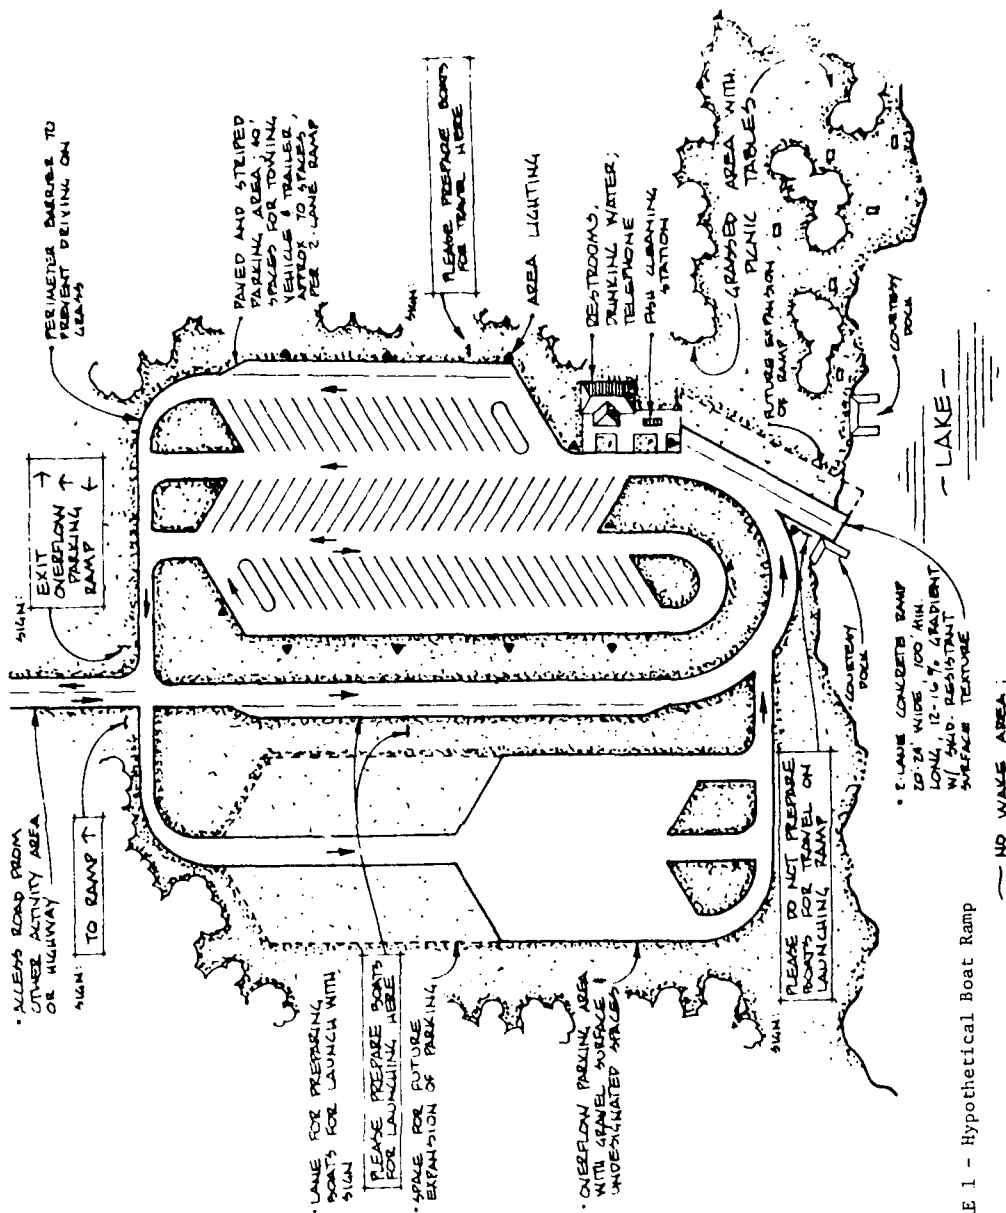 • ACCESS ROAD FROM
OTHER ACTIVITY AREA
OR HIGHWAY
SIGN:
TO RAMP ↑
SIGN:
EXIT →
OVERFLOW ↑
PARKING ↑
RAMP ←
PERIMETER BARRIER TO
PREVENT DRIVING ON
GRASS
PAVED AND STRIPED
PARKING AREA, 40'
SPACES FOR TOWING
VEHICLE & TRAILER,
APPROX 70 SPACES
PER 2-LANE RAMP
SIGN:
PLEASE PREPARE BOATS
FOR TRAVEL HERE
AREA LIGHTING
RESTROOMS,
DRINKING WATER,
TELEPHONE
FISH CLEANING
STATION
GRASSED AREA WITH
PICNIC TABLES
FUTURE EXPANSION
OF RAMP
COURTESY
DOCK
- LAKE -
• LANE FOR PREPARING
BOATS FOR LAUNCH WITH
SIGN
PLEASE PREPARE BOATS
FOR LAUNCHING HERE
• SPACE FOR FUTURE
EXPANSION OF PARKING
• OVERFLOW PARKING AREA
WITH GRAVEL SURFACE &
UNDESIGNATED SPACES
SIGN:
PLEASE DO NOT PREPARE
BOATS FOR TRAVEL ON
LAUNCHING RAMP
COURTESY
DOCK
• 2-LANE CONCRETE RAMP
20-24 WIDE, 100 MIN.
LONG, 12-16% GRADIENT
W/ SKID RESISTANT
SURFACE TEXTURE
— NO WAKE AREA
E 1 - Hypothetical Boat Ramp